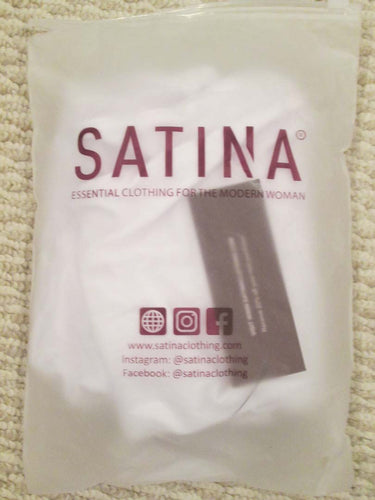 SATINA®
ESSENTIAL CLOTHING FOR THE MODERN WOMAN
www.satinaclothing.com
Instagram: @satinaclothing
Facebook: @satinaclothing